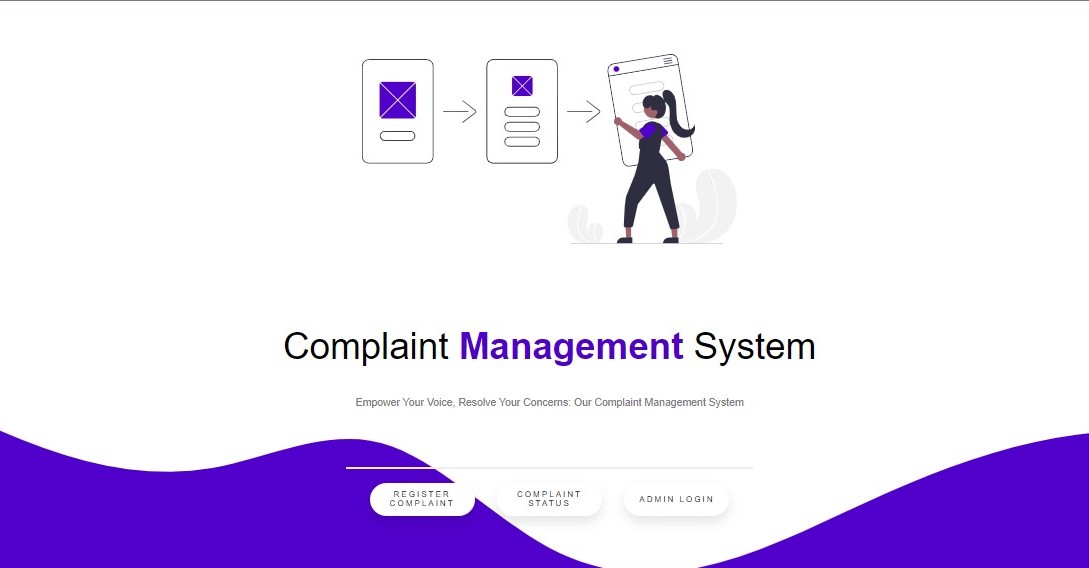 Complaint Management System
Empower Your Voice, Resolve Your Concerns: Our Complaint Management System
REGISTER
COMPLAINT
COMPLAINT
STATUS
ADMIN LOGIN